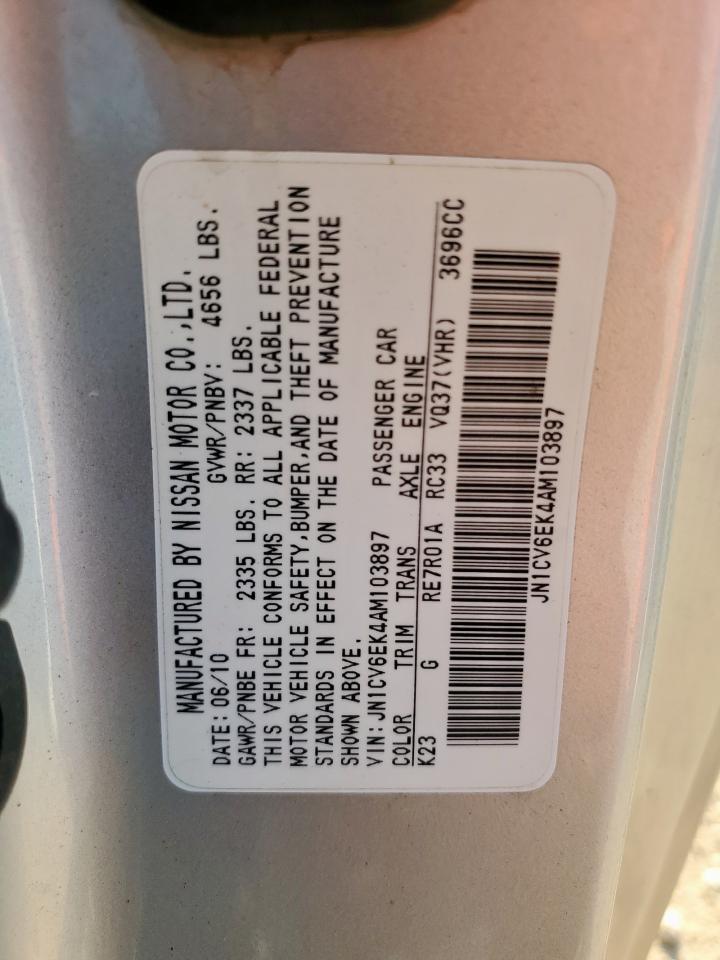 MANUFACTURED BY NISSAN MOTOR CO.,LTD.
DATE:06/10 GVWR/PNBV: 4656 LBS.
GAWR/PNBE FR: 2335 LBS. RR: 2337 LBS.
THIS VEHICLE CONFORMS TO ALL APPLICABLE FEDERAL
MOTOR VEHICLE SAFETY,BUMPER,AND THEFT PREVENTION
STANDARDS IN EFFECT ON THE DATE OF MANUFACTURE
SHOWN ABOVE.
VIN:JN1CV6EK4AM103897 PASSENGER CAR
COLOR TRIM TRANS AXLE ENGINE
K23 G RE7R01A RC33 VQ37(VHR) 3696CC
JN1CV6EK4AM103897